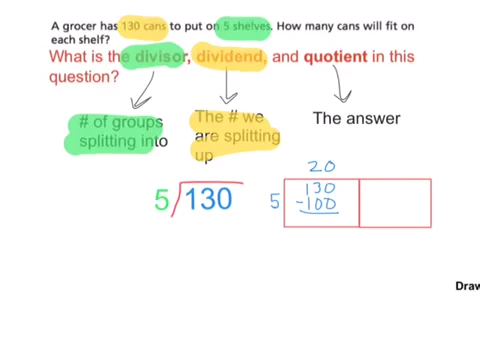 A grocer has 130 cans to put on 5 shelves. How many cans will fit on
each shelf?
What is the divisor, dividend, and quotient in this
question?
# of groups
splitting into
The # we
are splitting
up
The answer
5 130
20
5 130
-100
Draw